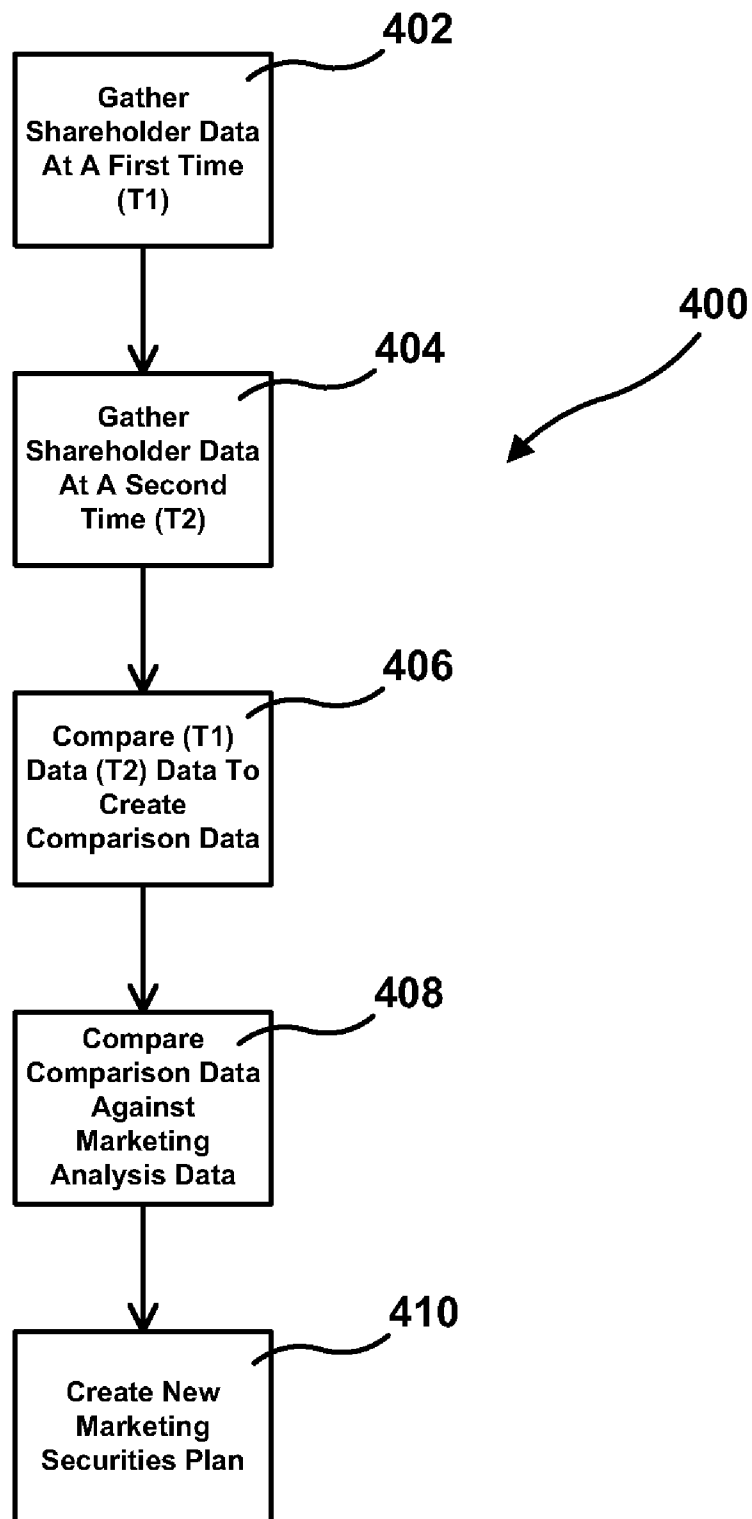 402
Gather
Shareholder Data
At A First Time
(T1)
400
404
Gather
Shareholder Data
At A Second
Time (T2)
406
Compare (T1)
Data (T2) Data To
Create
Comparison Data
408
Compare
Comparison Data
Against
Marketing
Analysis Data
410
Create New
Marketing
Securities Plan